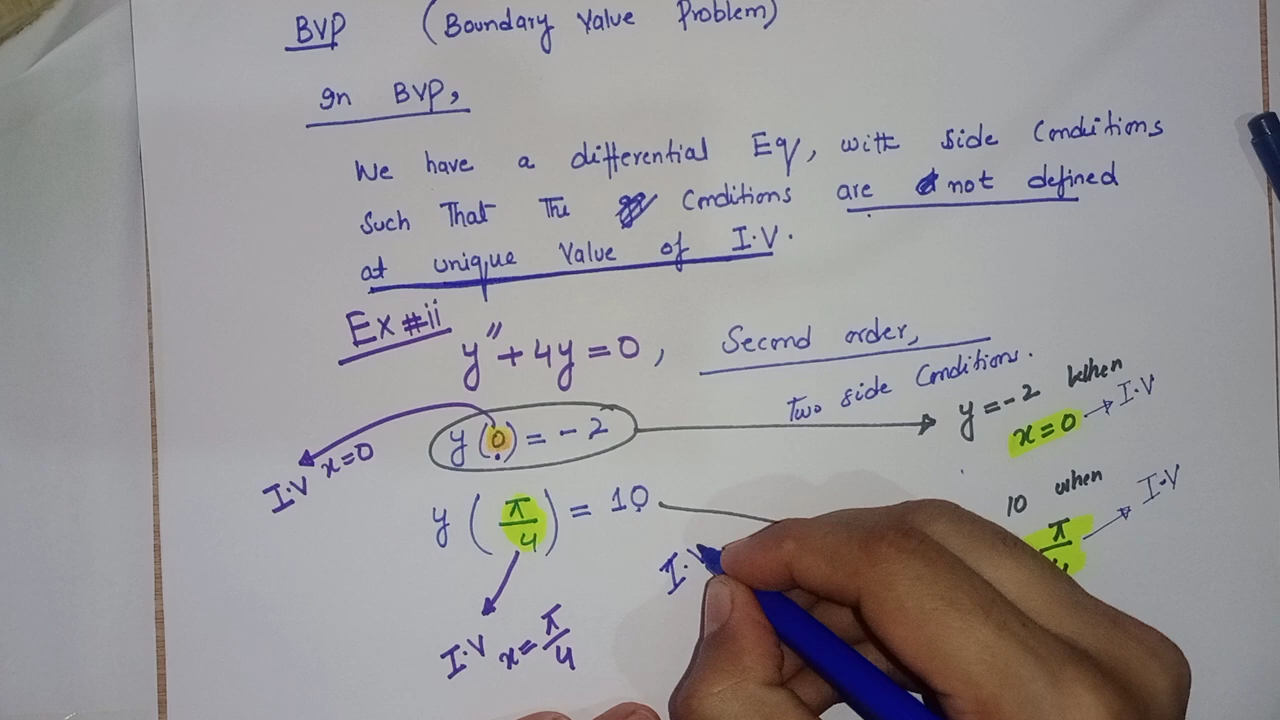 BVP (Boundary Value Problem)
In BVP,
We have a differential Eq, with side Conditions
Such That The Conditions are not defined
at unique Value of I.V.
Ex #ii
y'' + 4y = 0, Second order,
Two side Conditions.
y(0) = -2
y = -2 when
x = 0 → I.V
I.V x = 0
y(π/4) = 10
10 when
π/4 → I.V
I.V x = π/4
I.V